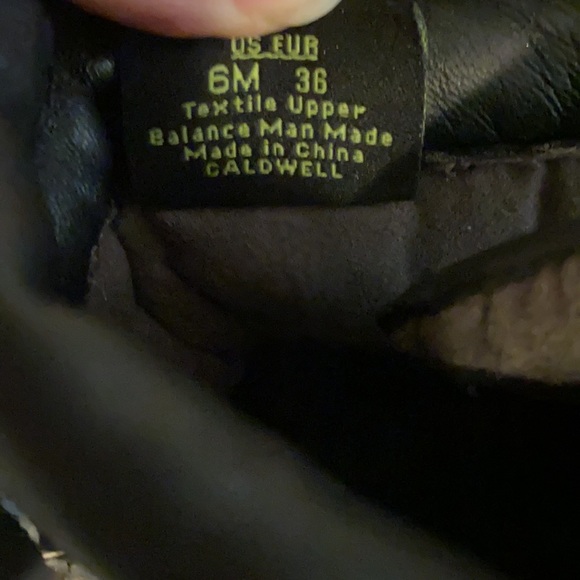 US EUR
6M 36
Textile Upper
Balance Man Made
Made in China
CALDWELL